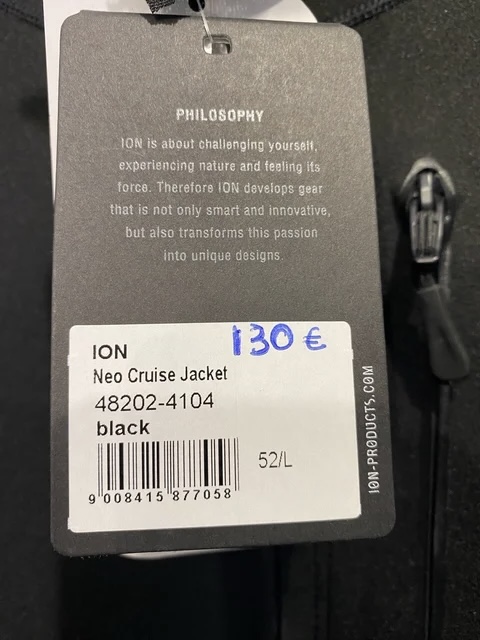 PHILOSOPHY
ION is about challenging yourself,
experiencing nature and feeling its
force. Therefore ION develops gear
that is not only smart and innovative,
but also transforms this passion
into unique designs.
130 €
ION
Neo Cruise Jacket
48202-4104
black
52/L
9 008415 877058
ION-PRODUCTS.COM